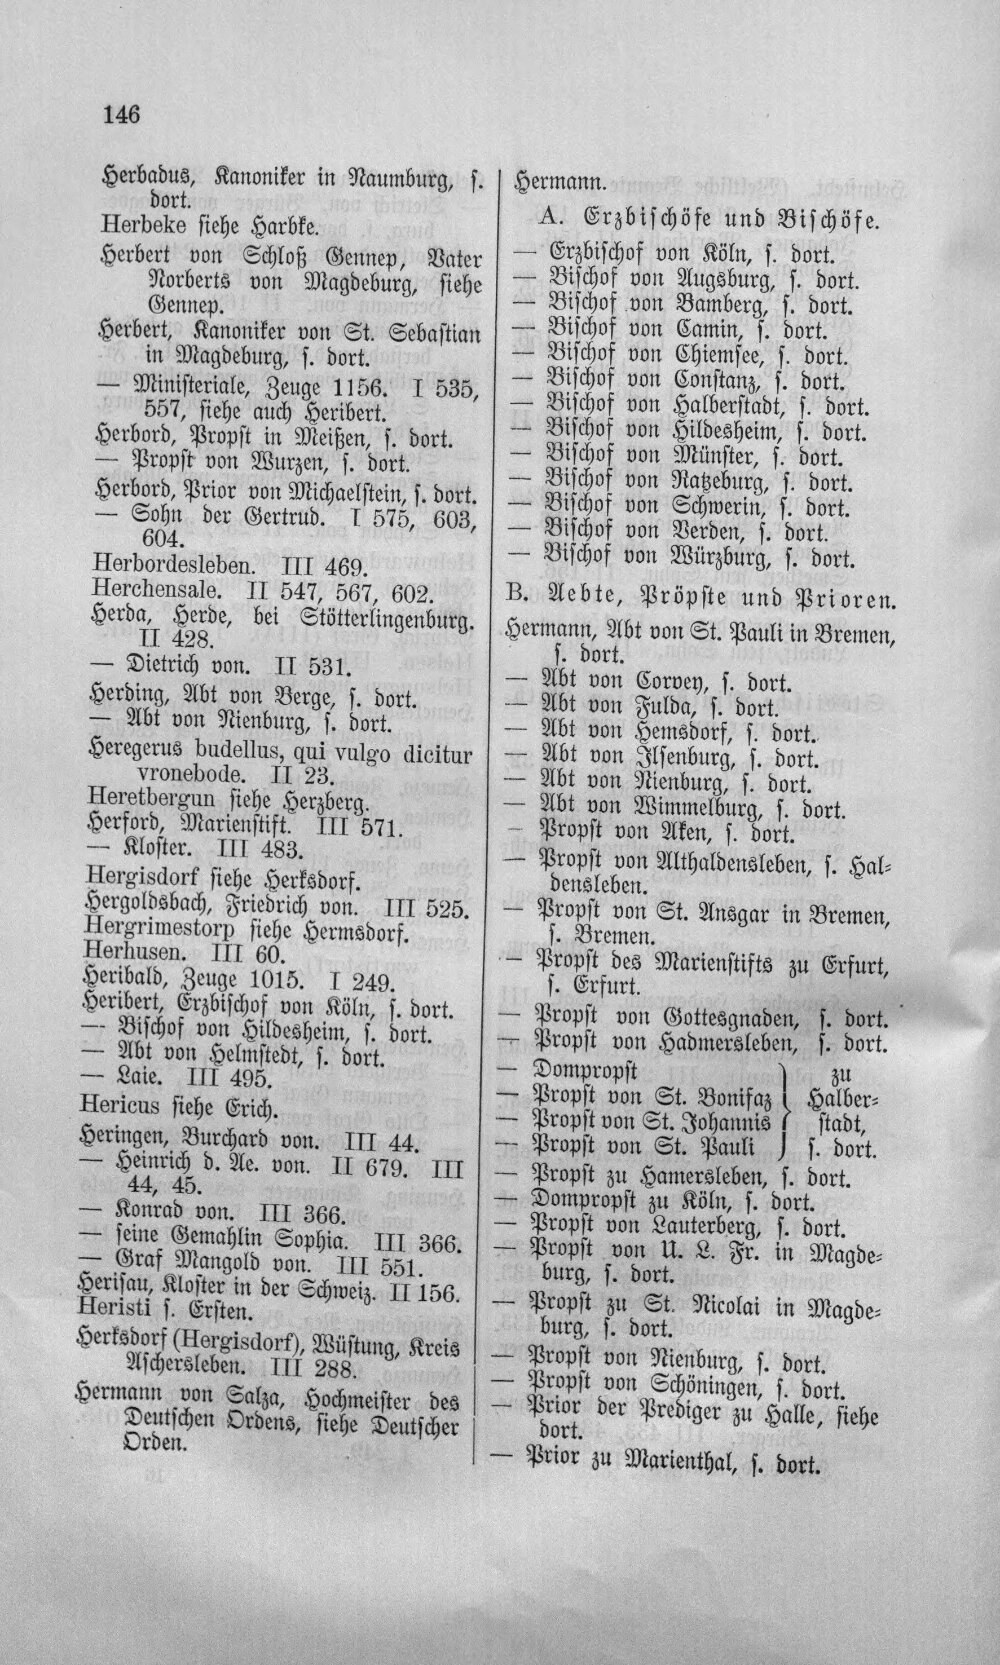 146
Herbadus, Kanoniker in Naumburg, s.
dort.
Herbeke siehe Harbke.
Herbert von Schloß Gennep, Vater
Norberts von Magdeburg, siehe
Gennep.
Herbert, Kanoniker von St. Sebastian
in Magdeburg, s. dort.
— Ministeriale, Zeuge 1156. I 535,
557, siehe auch Heribert.
Herbord, Propst in Meißen, s. dort.
— Propst von Wurzen, s. dort.
Herbord, Prior von Michaelstein, s. dort.
— Sohn der Gertrud. I 575, 603,
604.
Herbordesleben. III 469.
Herchensale. II 547, 567, 602.
Herda, Herde, bei Stötterlingenburg.
II 428.
— Dietrich von. II 531.
Herding, Abt von Berge, s. dort.
— Abt von Nienburg, s. dort.
Heregerus budellus, qui vulgo dicitur
vronebode. II 23.
Heretbergun siehe Herzberg.
Herford, Marienstift. III 571.
— Kloster. III 483.
Hergisdorf siehe Herksdorf.
Hergoldsbach, Friedrich von. III 525.
Hergrimestorp siehe Hermsdorf.
Herhusen. III 60.
Heribald, Zeuge 1015. I 249.
Heribert, Erzbischof von Köln, s. dort.
— Bischof von Hildesheim, s. dort.
— Abt von Helmstedt, s. dort.
— Laie. III 495.
Hericus siehe Erich.
Heringen, Burchard von. III 44.
— Heinrich d. Ae. von. II 679. III
44, 45.
— Konrad von. III 366.
— seine Gemahlin Sophia. III 366.
— Graf Mangold von. III 551.
Herisau, Kloster in der Schweiz. II 156.
Heristi s. Ersten.
Herksdorf (Hergisdorf), Wüstung, Kreis
Aschersleben. III 288.
Hermann von Salza, Hochmeister des
Deutschen Ordens, siehe Deutscher
Orden.
Hermann.
A. Erzbischöfe und Bischöfe.
— Erzbischof von Köln, s. dort.
— Bischof von Augsburg, s. dort.
— Bischof von Bamberg, s. dort.
— Bischof von Camin, s. dort.
— Bischof von Chiemsee, s. dort.
— Bischof von Constanz, s. dort.
— Bischof von Halberstadt, s. dort.
— Bischof von Hildesheim, s. dort.
— Bischof von Münster, s. dort.
— Bischof von Ratzeburg, s. dort.
— Bischof von Schwerin, s. dort.
— Bischof von Verden, s. dort.
— Bischof von Würzburg, s. dort.
B. Aebte, Pröpste und Prioren.
Hermann, Abt von St. Pauli in Bremen,
s. dort.
— Abt von Corvey, s. dort.
— Abt von Fulda, s. dort.
— Abt von Hemsdorf, s. dort.
— Abt von Ilsenburg, s. dort.
— Abt von Nienburg, s. dort.
— Abt von Wimmelburg, s. dort.
— Propst von Aken, s. dort.
— Propst von Althaldensleben, s. Hal-
densleben.
— Propst von St. Ansgar in Bremen,
s. Bremen.
— Propst des Marienstifts zu Erfurt,
s. Erfurt.
— Propst von Gottesgnaden, s. dort.
— Propst von Hadmersleben, s. dort.
— Dompropst } zu
— Propst von St. Bonifaz } Halber-
— Propst von St. Johannis } stadt,
— Propst von St. Pauli } s. dort.
— Propst zu Hamersleben, s. dort.
— Dompropst zu Köln, s. dort.
— Propst von Lauterberg, s. dort.
— Propst von U. L. Fr. in Magde-
burg, s. dort.
— Propst zu St. Nicolai in Magde-
burg, s. dort.
— Propst von Nienburg, s. dort.
— Propst von Schöningen, s. dort.
— Prior der Prediger zu Halle, siehe
dort.
— Prior zu Marienthal, s. dort.